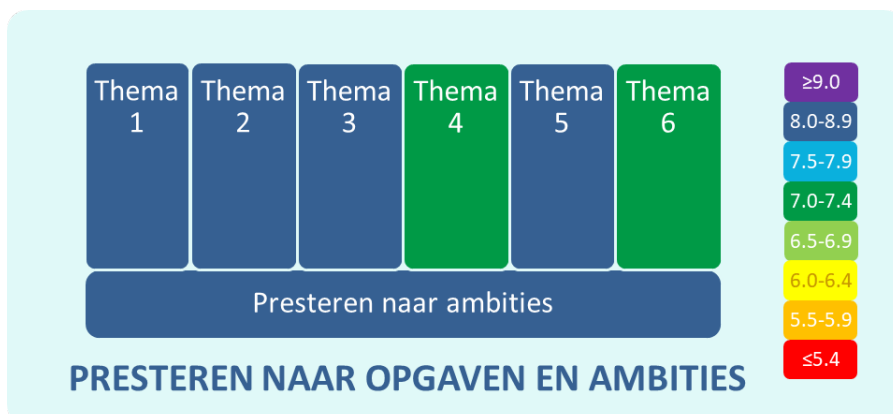 Thema
1
Thema
2
Thema
3
Thema
4
Thema
5
Thema
6
Presteren naar ambities
PRESTEREN NAAR OPGAVEN EN AMBITIES
≥9.0
8.0-8.9
7.5-7.9
7.0-7.4
6.5-6.9
6.0-6.4
5.5-5.9
≤5.4